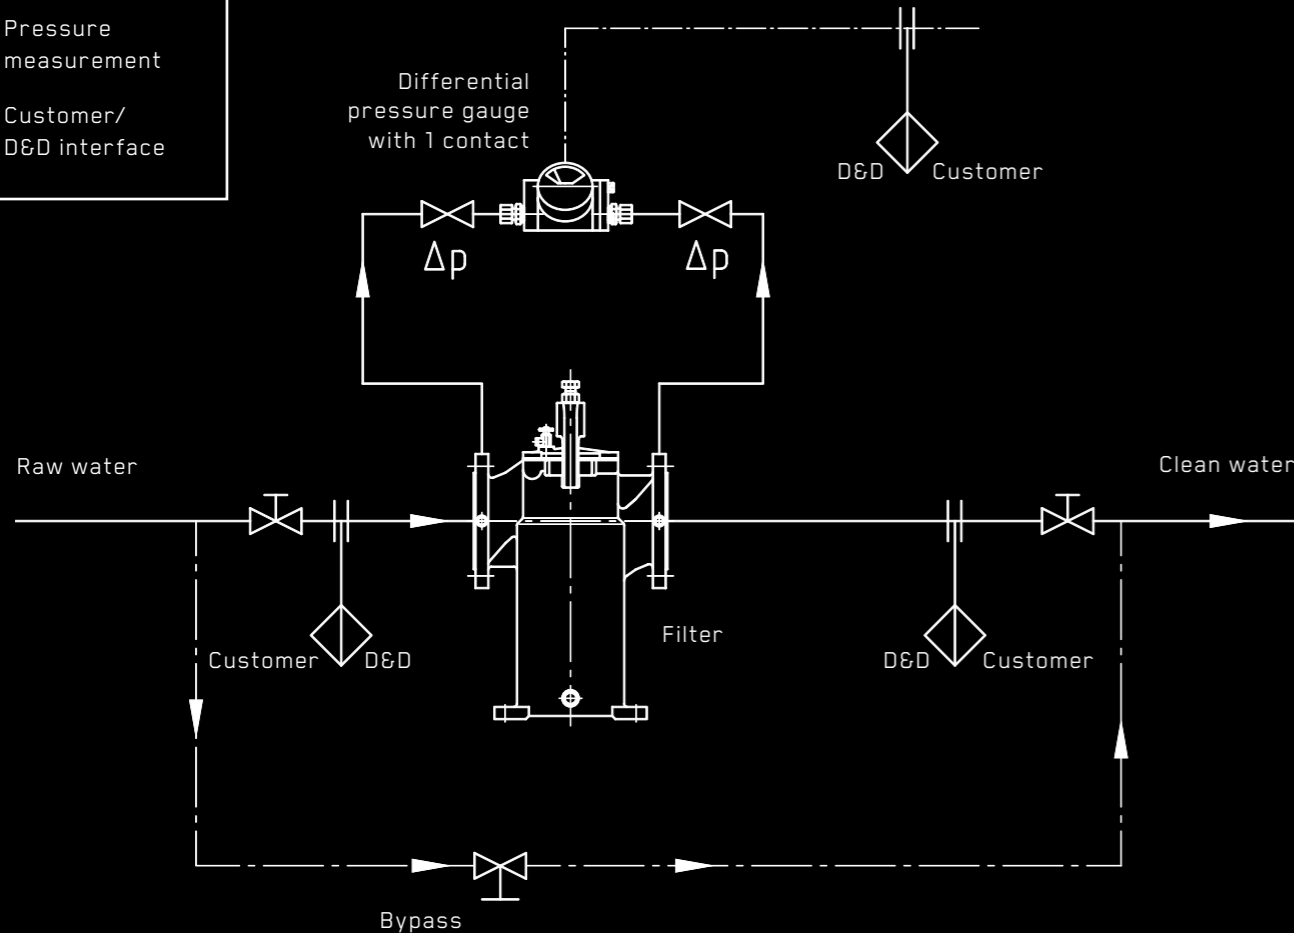 Pressure
measurement
Customer/
D&D interface
Differential
pressure gauge
with 1 contact
D&D
Customer
Δp
Δp
Raw water
Clean water
Customer
D&D
Filter
D&D
Customer
Bypass